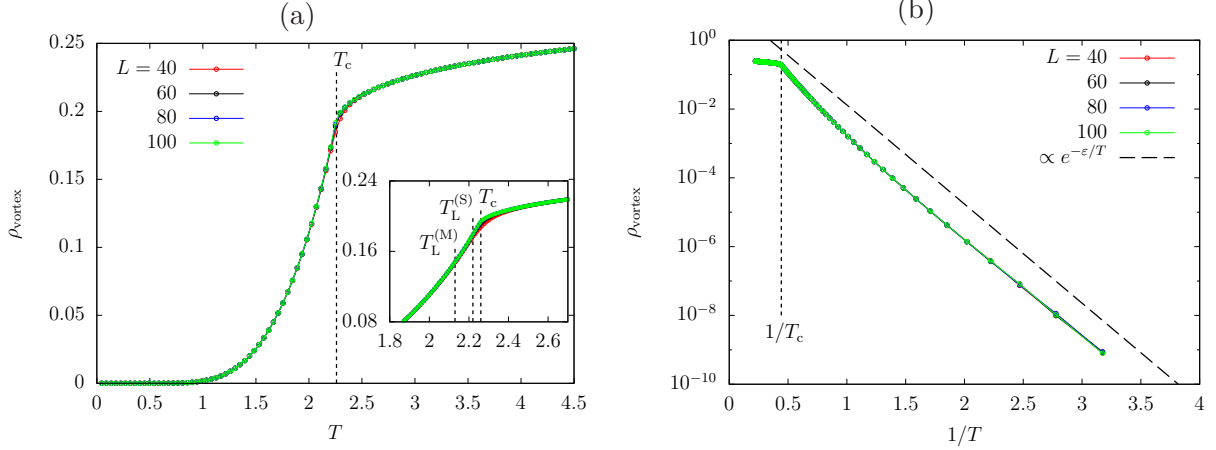 (a)
0.25
0.2
0.15
0.1
0.05
0
ρvortex
0 0.5 1 1.5 2 2.5 3 3.5 4 4.5
T
L = 40
60
80
100
Tc
0.24
0.16
0.08
1.8 2 2.2 2.4 2.6
TL(M)
TL(S)
Tc
(b)
10^0
10^−2
10^−4
10^−6
10^−8
10^−10
ρvortex
0 0.5 1 1.5 2 2.5 3 3.5 4
1/T
L = 40
60
80
100
∝ e^−ε/T
1/Tc